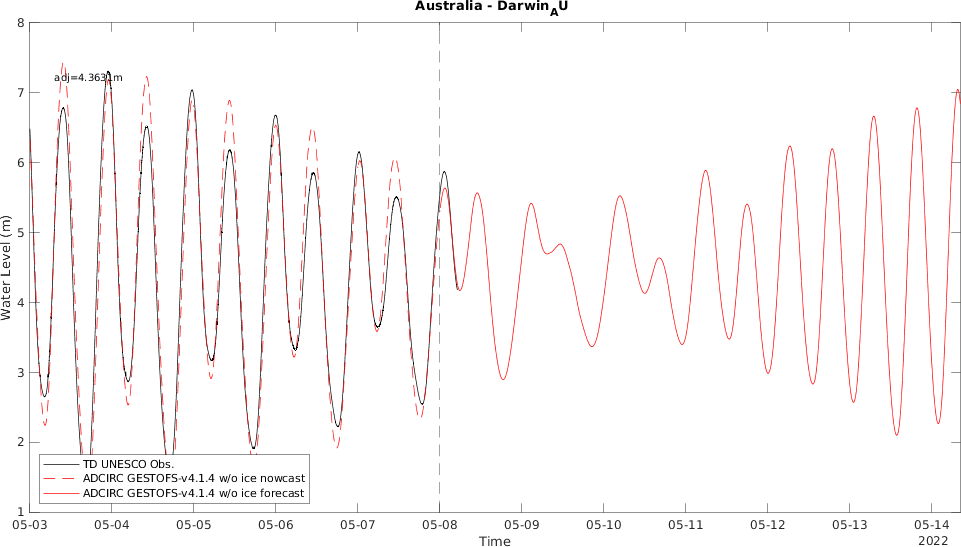 Australia - Darwin_AU
adj=4.3631m
8
7
6
5
4
3
2
1
Water Level (m)
TD UNESCO Obs.
ADCIRC GESTOFS-v4.1.4 w/o ice nowcast
ADCIRC GESTOFS-v4.1.4 w/o ice forecast
05-03 05-04 05-05 05-06 05-07 05-08 05-09 05-10 05-11 05-12 05-13 05-14
Time
2022